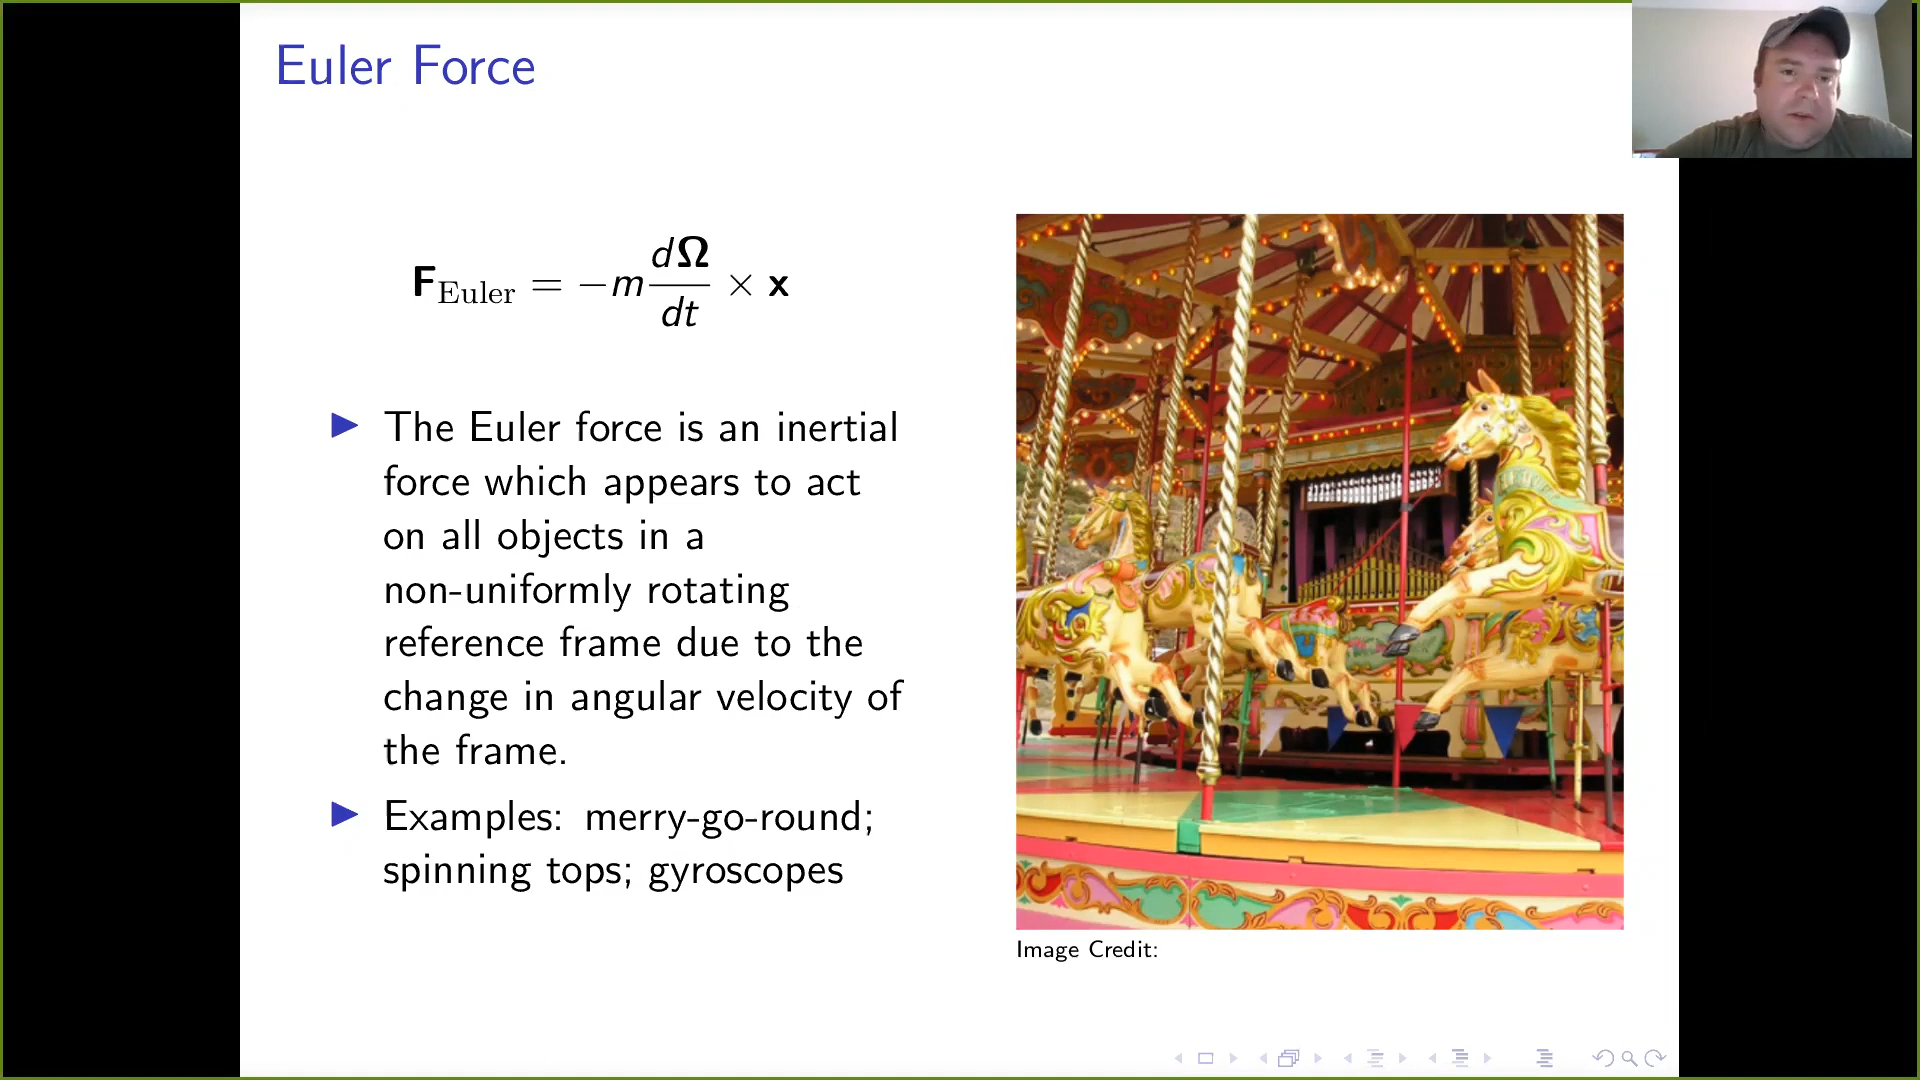 Euler Force
F_Euler = −m dΩ/dt × x
The Euler force is an inertial
force which appears to act
on all objects in a
non-uniformly rotating
reference frame due to the
change in angular velocity of
the frame.
Examples: merry-go-round;
spinning tops; gyroscopes
Image Credit: